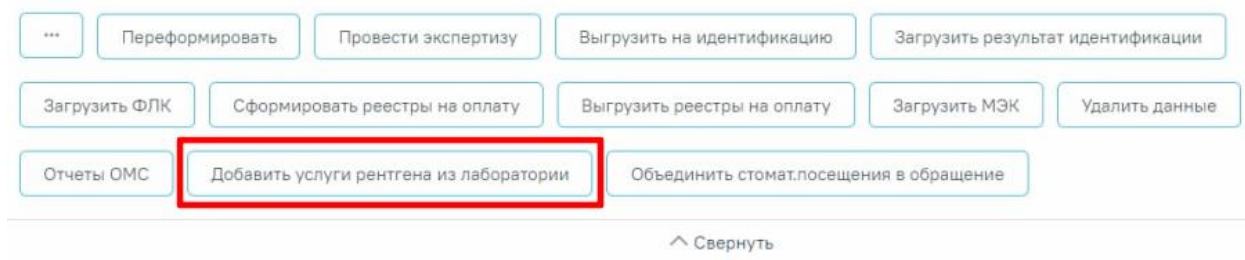 ... Переформировать Провести экспертизу Выгрузить на идентификацию Загрузить результат идентификации
Загрузить ФЛК Сформировать реестры на оплату Выгрузить реестры на оплату Загрузить МЭК Удалить данные
Отчеты ОМС Добавить услуги рентгена из лаборатории Объединить стомат.посещения в обращение
Свернуть